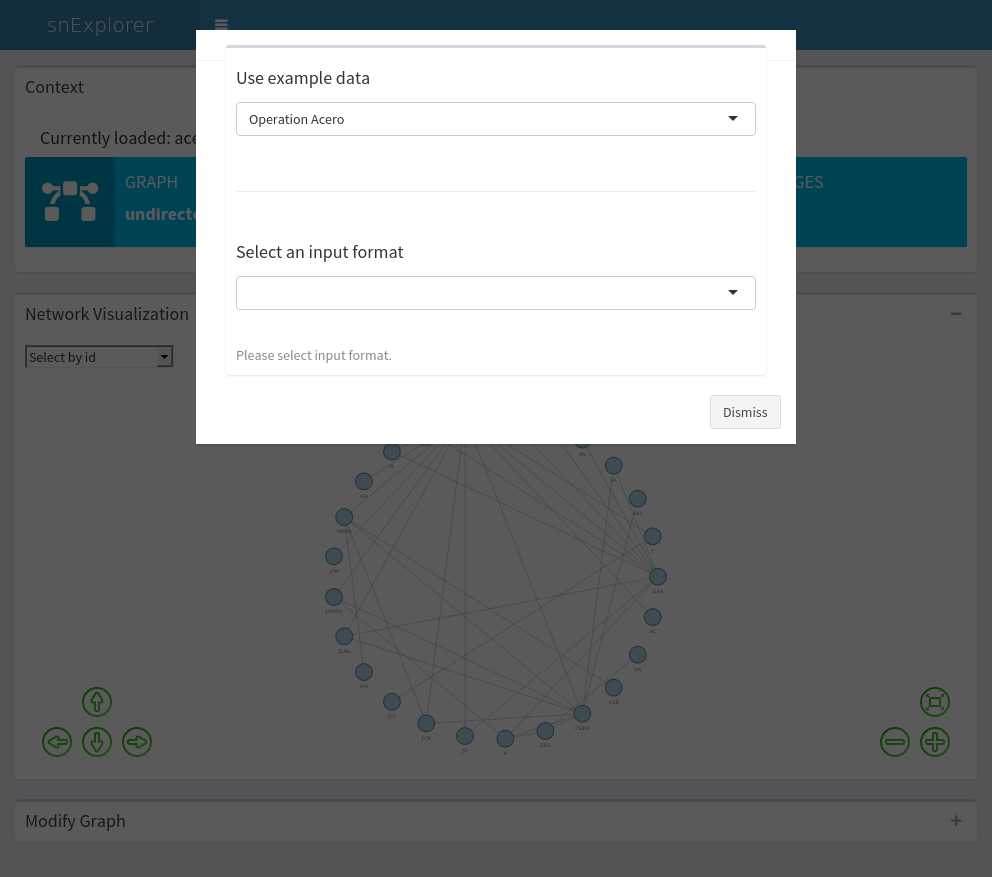 snExplorer
Context
Currently loaded: ace
GRAPH
undirecte
GES
Use example data
Operation Acero
Select an input format
Please select input format.
Dismiss
Network Visualization
Select by id
Modify Graph